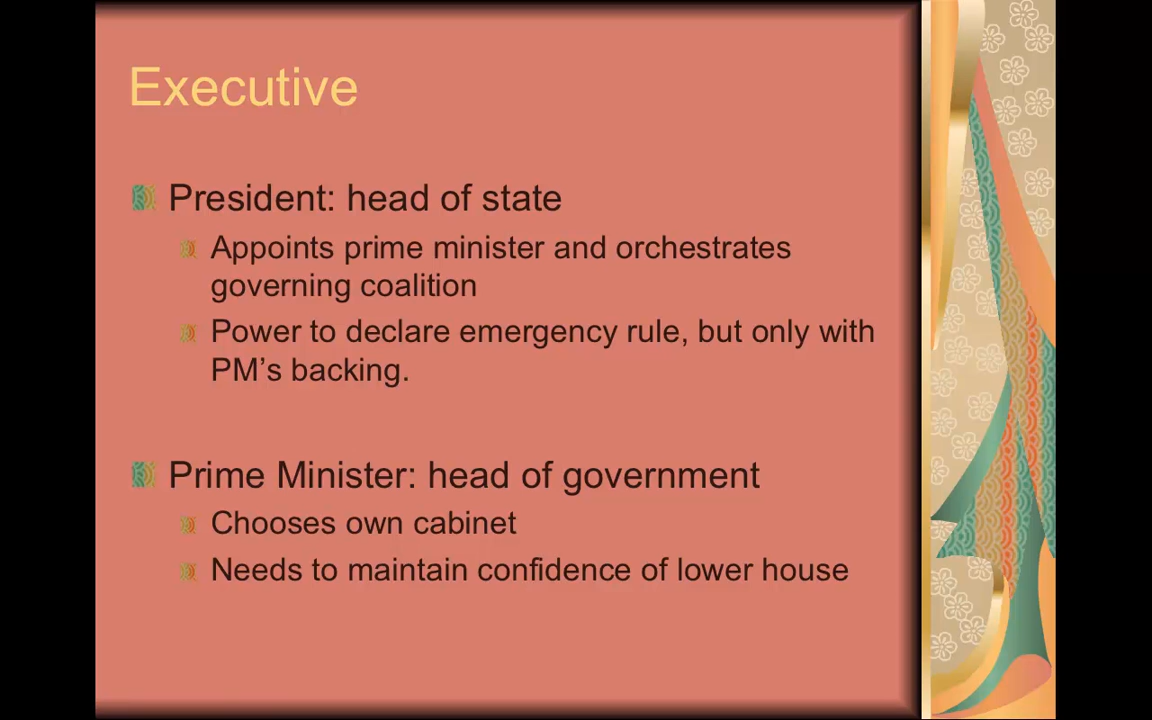 Executive
President: head of state
Appoints prime minister and orchestrates
governing coalition
Power to declare emergency rule, but only with
PM’s backing.
Prime Minister: head of government
Chooses own cabinet
Needs to maintain confidence of lower house